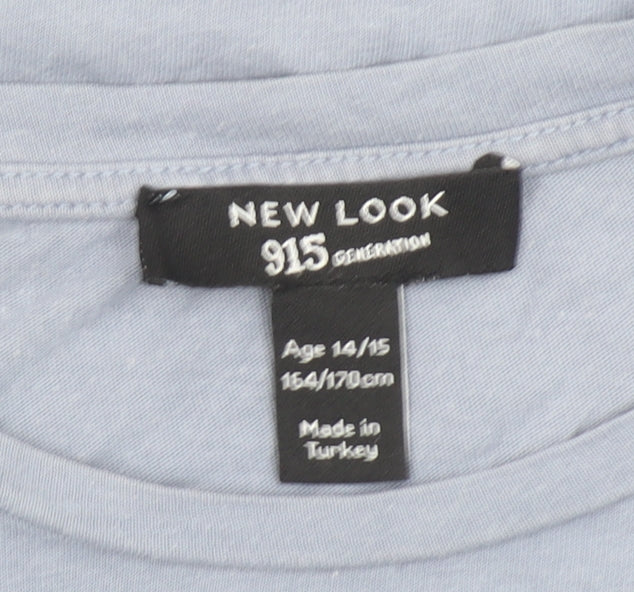 NEW LOOK
915 GENERATION
Age 14/15
164/170cm
Made in
Turkey